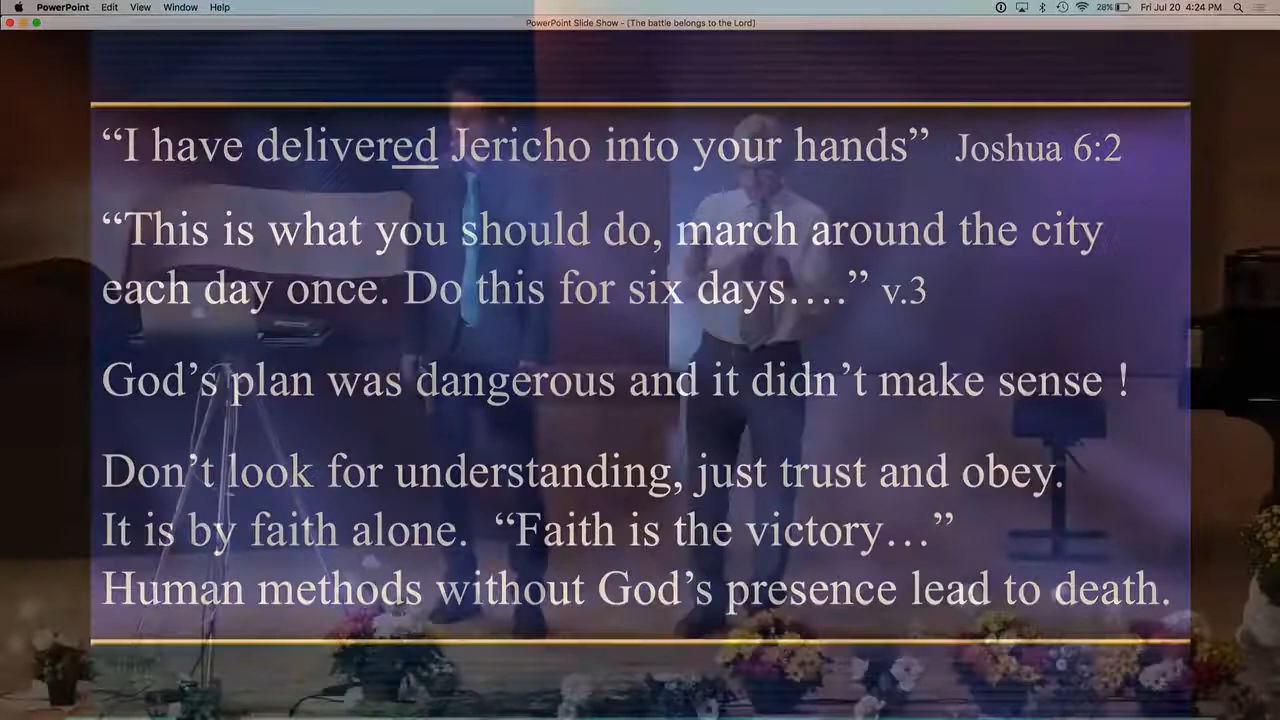 PowerPoint Edit View Window Help 28% Fri Jul 20 4:24 PM
PowerPoint Slide Show - [The battle belongs to the Lord]
“I have delivered Jericho into your hands” Joshua 6:2
“This is what you should do, march around the city
each day once. Do this for six days….” v.3
God’s plan was dangerous and it didn’t make sense !
Don’t look for understanding, just trust and obey.
It is by faith alone. “Faith is the victory…”
Human methods without God’s presence lead to death.